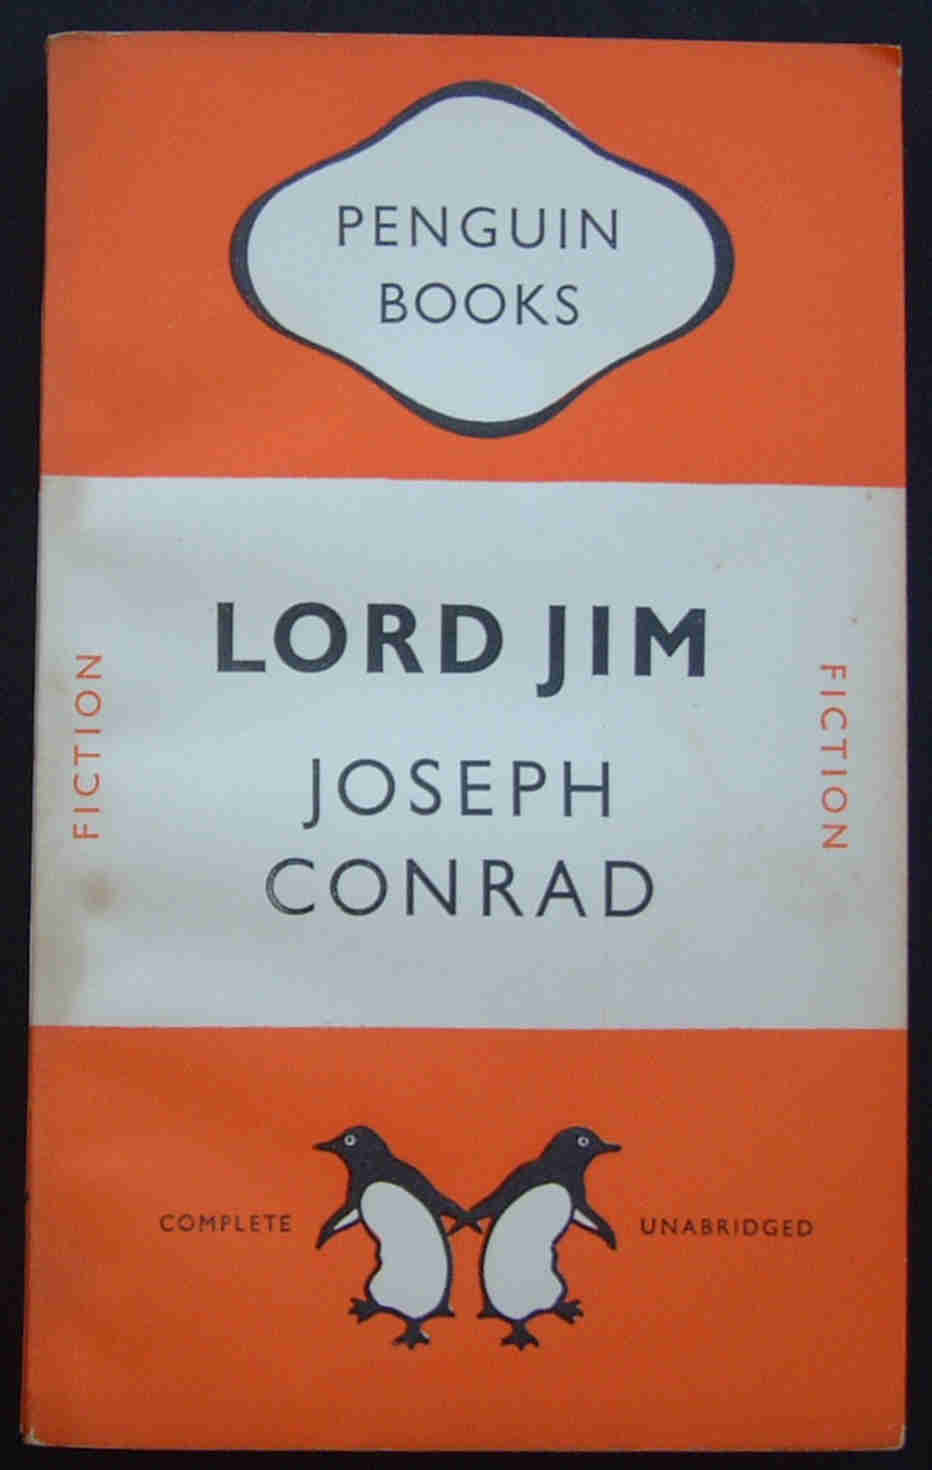 PENGUIN
BOOKS
LORD JIM
FICTION
FICTION
JOSEPH
CONRAD
COMPLETE
UNABRIDGED